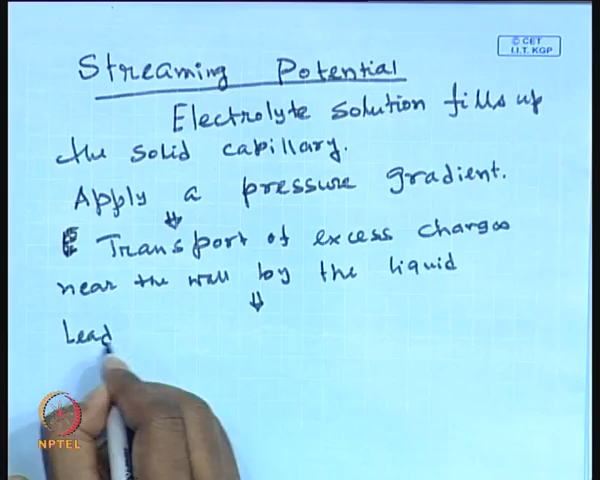 © CET
I.I.T. KGP
Streaming Potential
Electrolyte solution fills up
the solid capillary.
Apply a pressure gradient.
Transport of excess charges
near the wall by the liquid
Lead
NPTEL